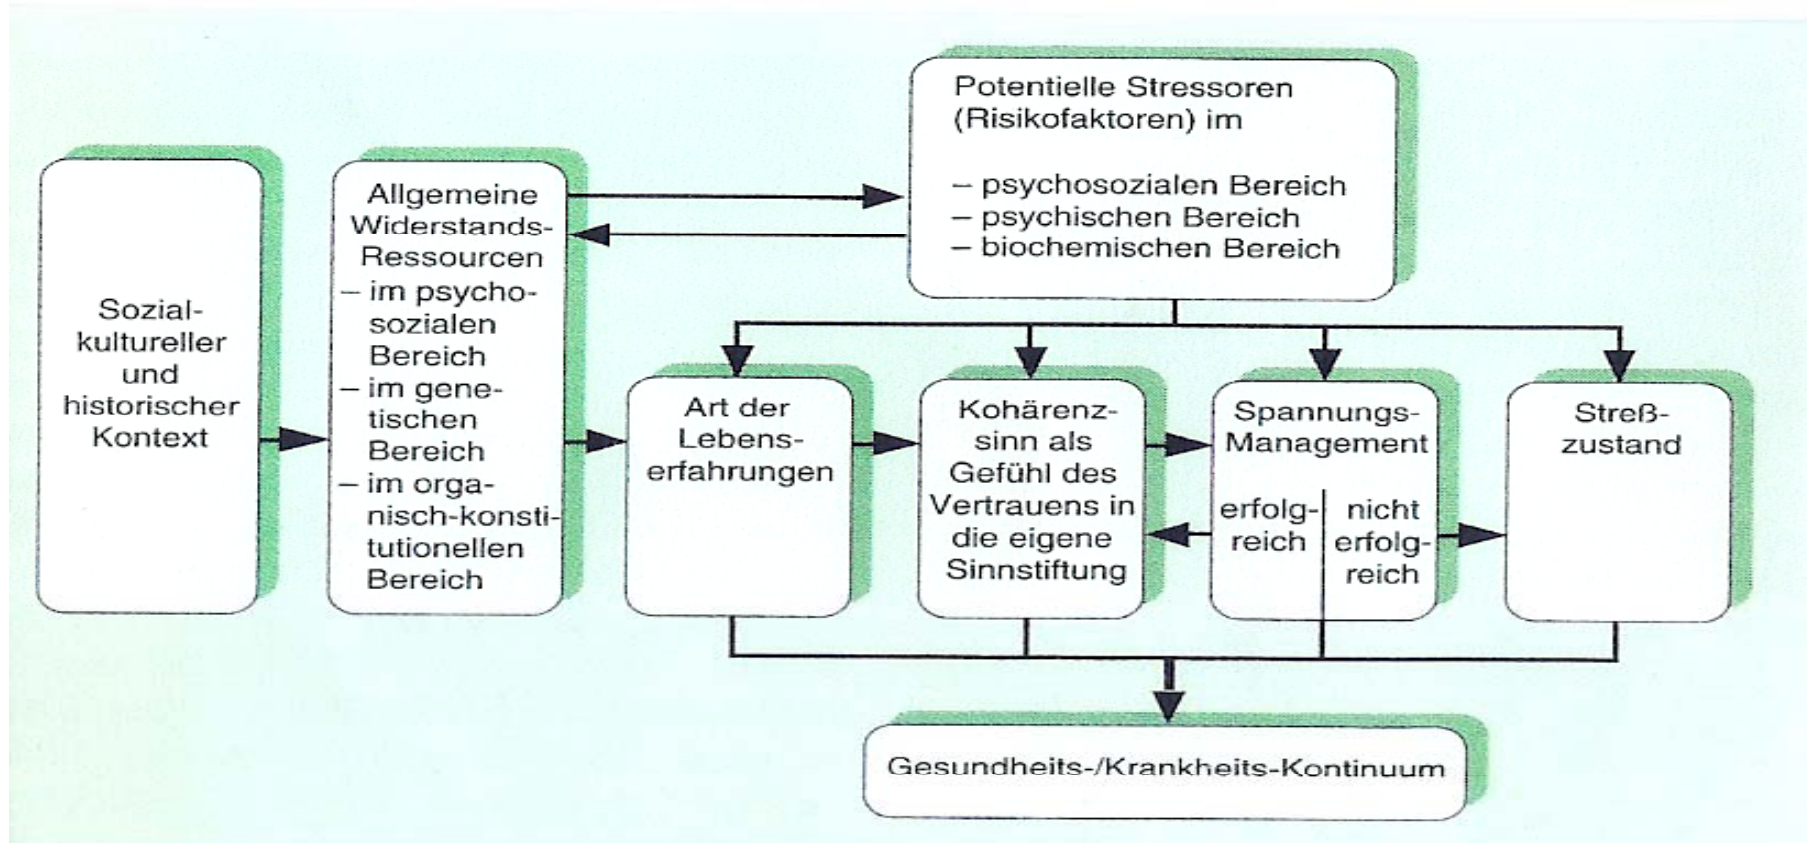 Sozial-
kultureller
und
historischer
Kontext
Allgemeine
Widerstands-
Ressourcen
– im psycho-
sozialen
Bereich
– im gene-
tischen
Bereich
– im orga-
nisch-konsti-
tutionellen
Bereich
Potentielle Stressoren
(Risikofaktoren) im
– psychosozialen Bereich
– psychischen Bereich
– biochemischen Bereich
Art der
Lebens-
erfahrungen
Kohärenz-
sinn als
Gefühl des
Vertrauens in
die eigene
Sinnstiftung
Spannungs-
Management
erfolg-
reich
nicht
erfolg-
reich
Streß-
zustand
Gesundheits-/Krankheits-Kontinuum